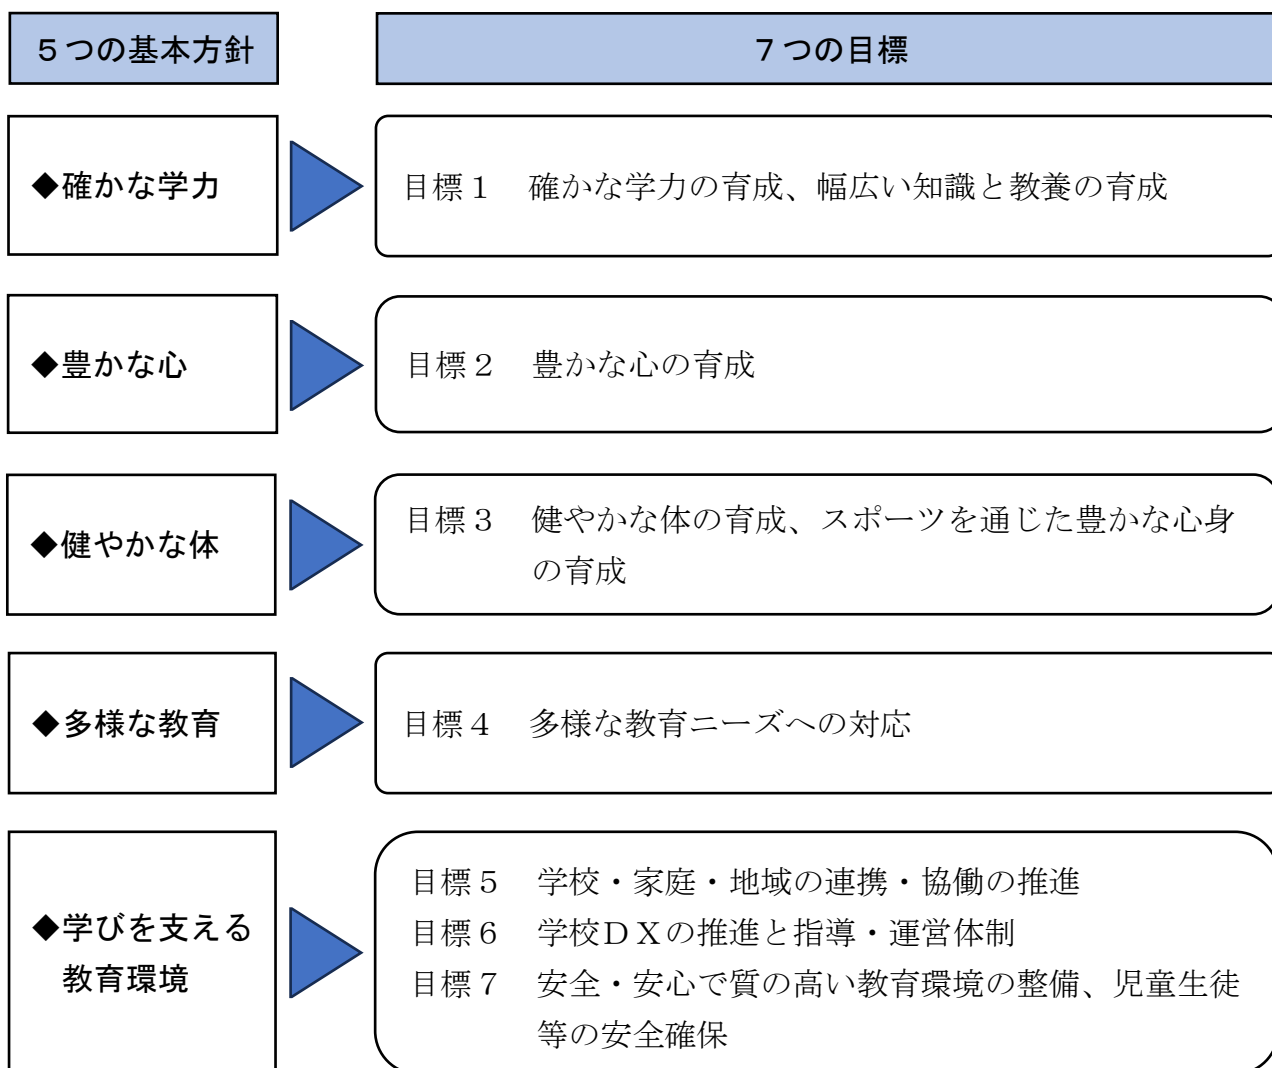 ５つの基本方針
７つの目標
◆確かな学力
目標１　確かな学力の育成、幅広い知識と教養の育成
◆豊かな心
目標２　豊かな心の育成
◆健やかな体
目標３　健やかな体の育成、スポーツを通じた豊かな心身
の育成
◆多様な教育
目標４　多様な教育ニーズへの対応
◆学びを支える
教育環境
目標５　学校・家庭・地域の連携・協働の推進
目標６　学校ＤＸの推進と指導・運営体制
目標７　安全・安心で質の高い教育環境の整備、児童生徒
等の安全確保